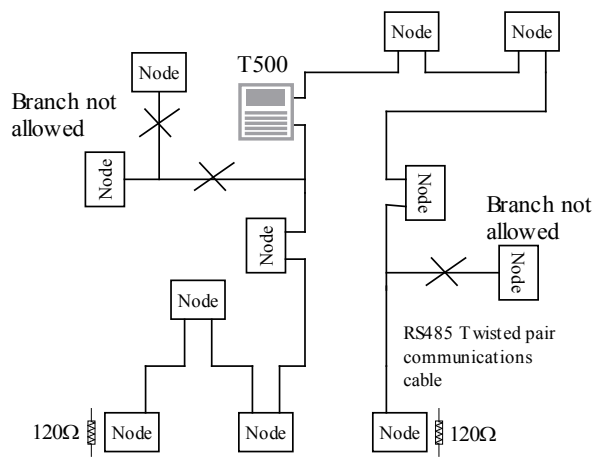 Node
Node
Node
T500
Branch not
allowed
Node
Node
Node
Branch not
allowed
Node
Node
Node
RS485 Twisted pair
communications
cable
120Ω
Node
Node
Node
120Ω